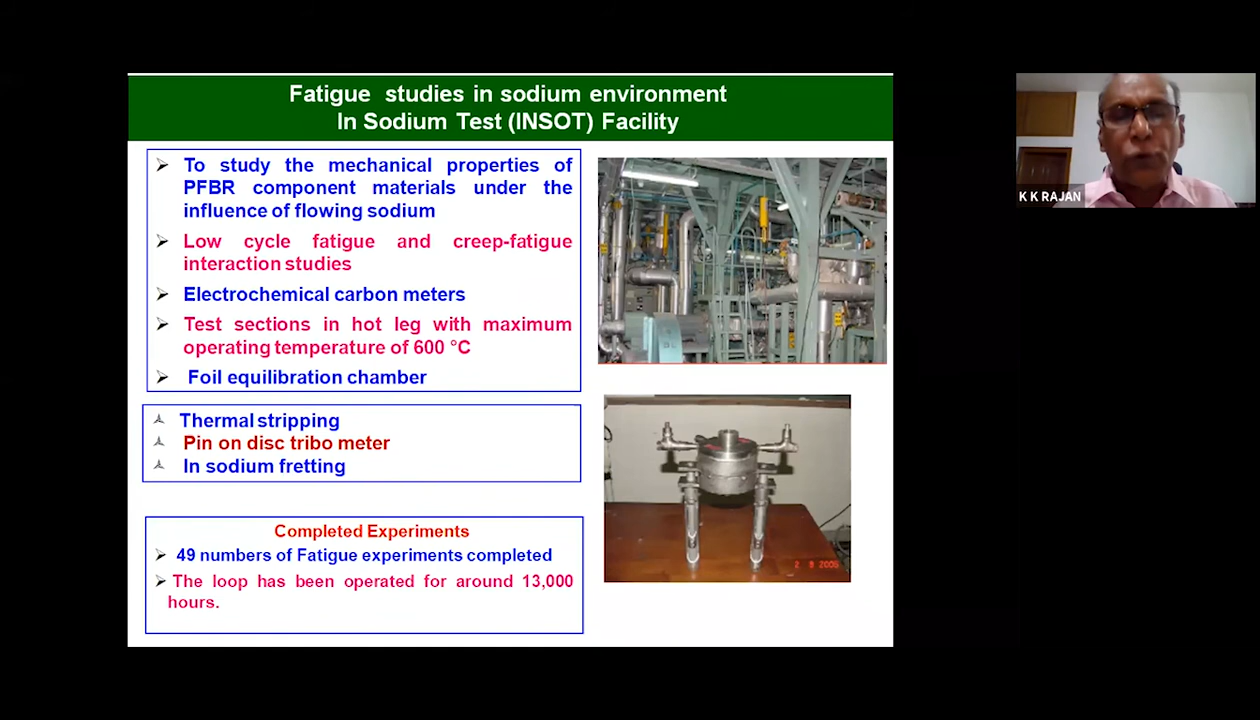 Fatigue studies in sodium environment
In Sodium Test (INSOT) Facility
To study the mechanical properties of
PFBR component materials under the
influence of flowing sodium
Low cycle fatigue and creep-fatigue
interaction studies
Electrochemical carbon meters
Test sections in hot leg with maximum
operating temperature of 600 °C
Foil equilibration chamber
Thermal stripping
Pin on disc tribo meter
In sodium fretting
Completed Experiments
49 numbers of Fatigue experiments completed
The loop has been operated for around 13,000
hours.
K K RAJAN